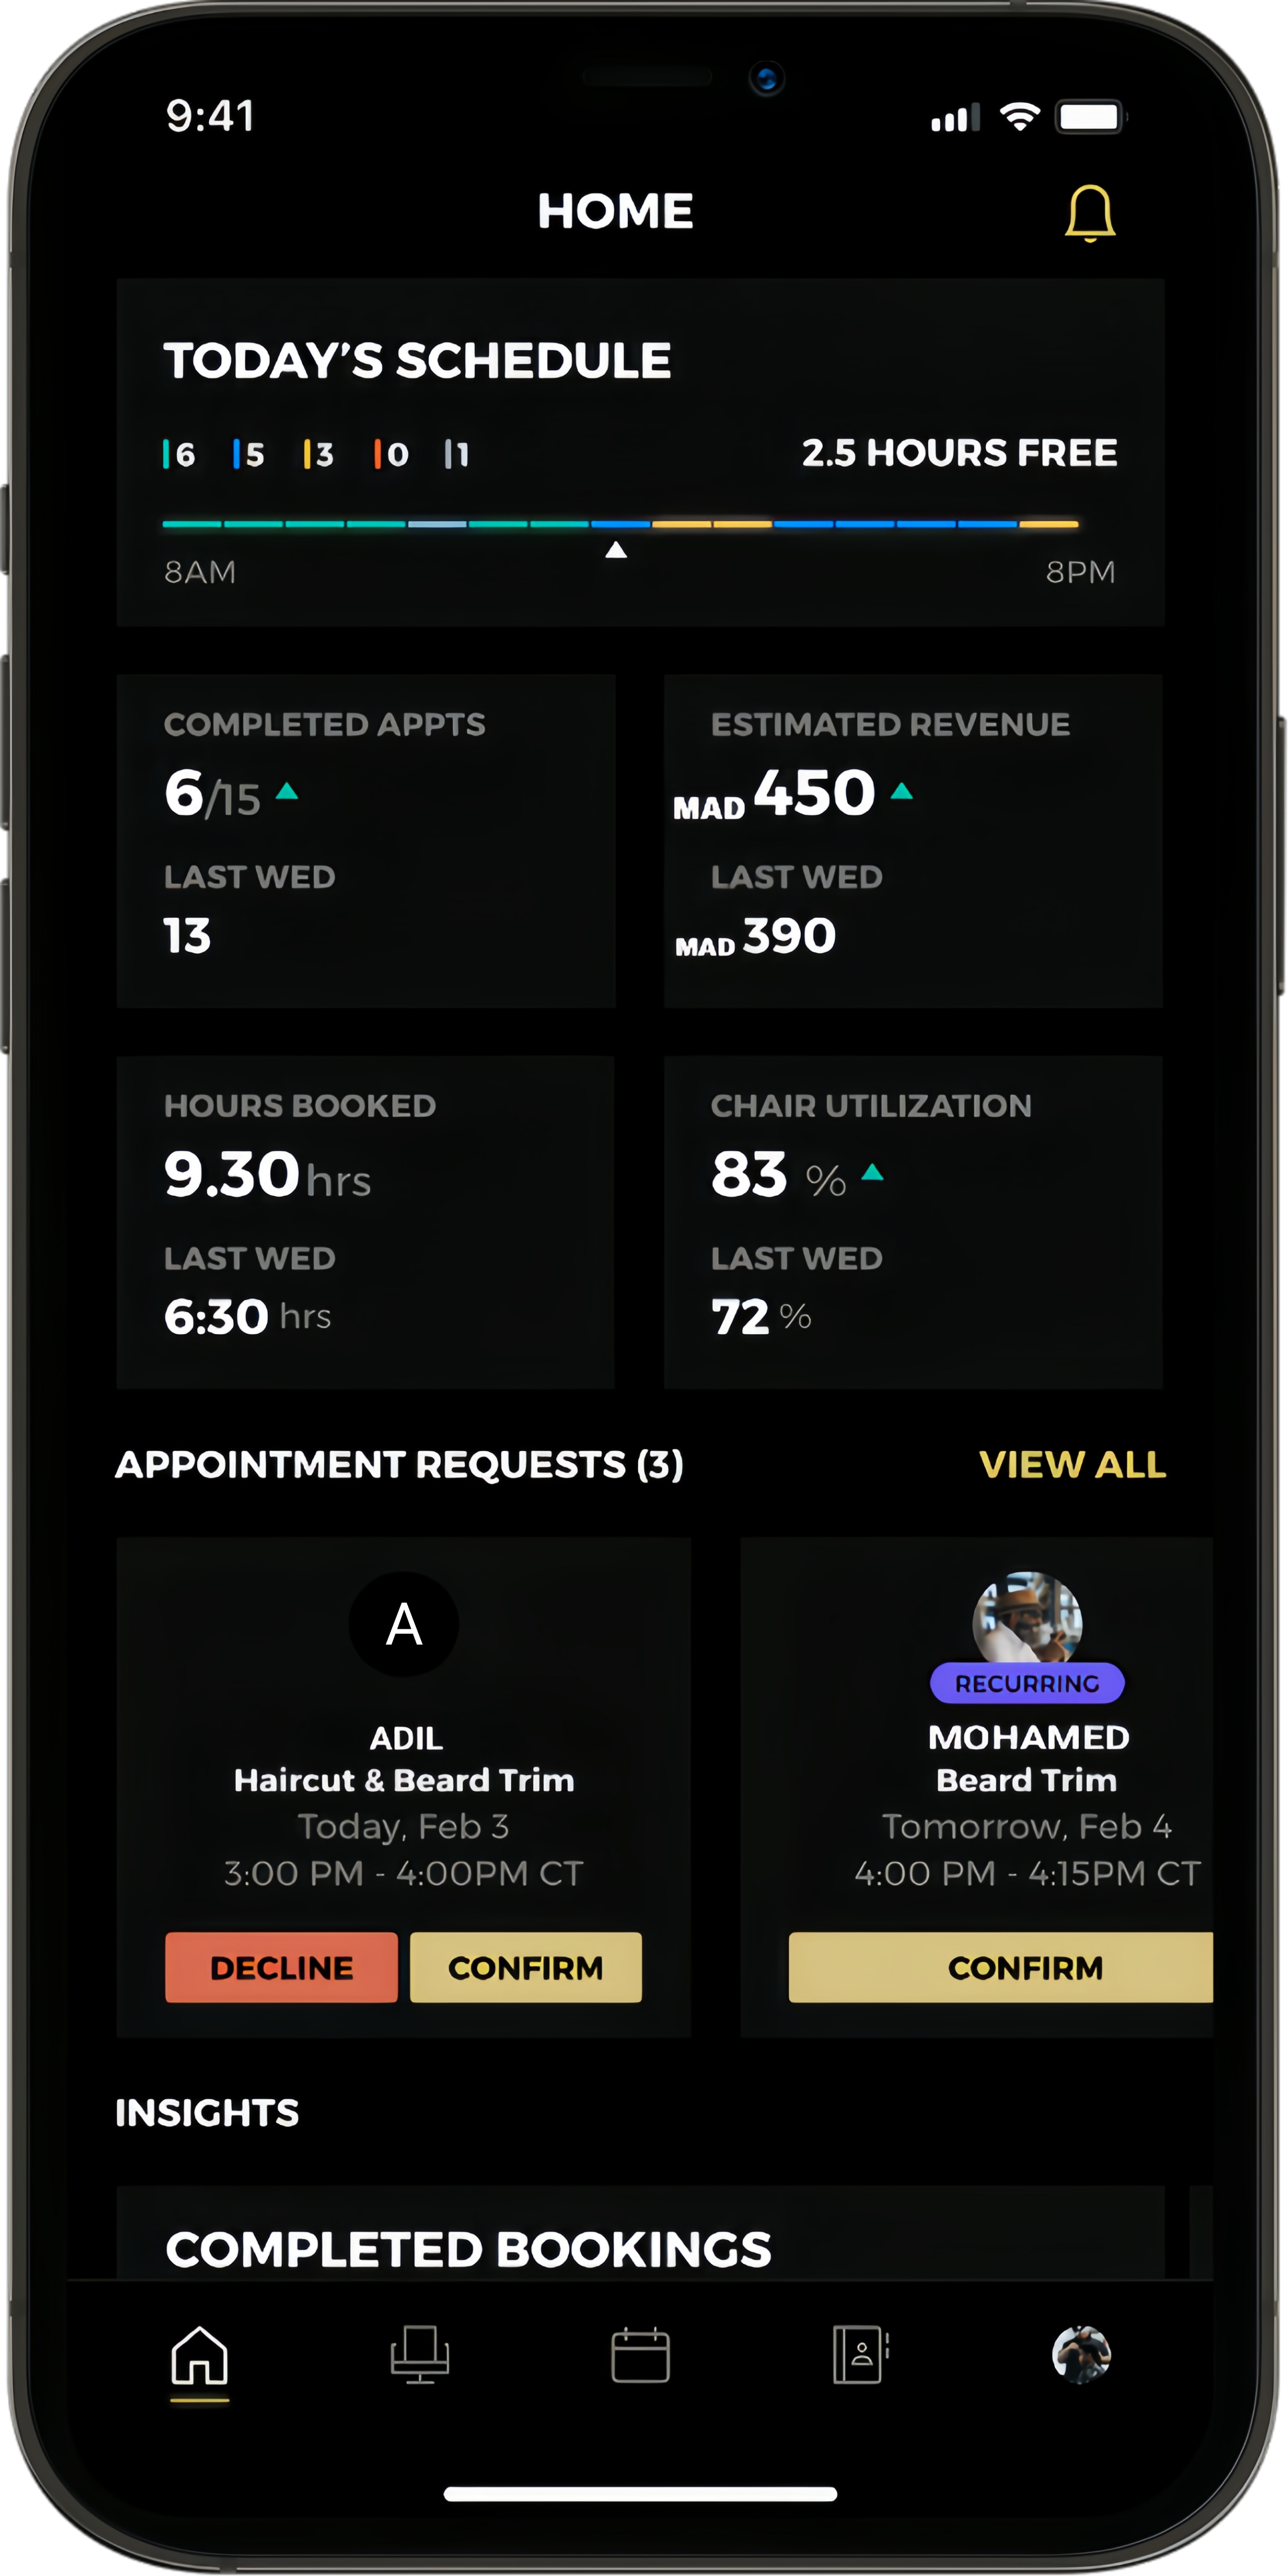 9:41
HOME
TODAY'S SCHEDULE
6 5 3 0 1 2.5 HOURS FREE
8AM 8PM
COMPLETED APPTS
6/15
LAST WED
13
ESTIMATED REVENUE
MAD 450
LAST WED
MAD 390
HOURS BOOKED
9.30 hrs
LAST WED
6:30 hrs
CHAIR UTILIZATION
83 %
LAST WED
72 %
APPOINTMENT REQUESTS (3) VIEW ALL
A
ADIL
Haircut & Beard Trim
Today, Feb 3
3:00 PM - 4:00PM CT
DECLINE CONFIRM
RECURRING
MOHAMED
Beard Trim
Tomorrow, Feb 4
4:00 PM - 4:15PM CT
CONFIRM
INSIGHTS
COMPLETED BOOKINGS